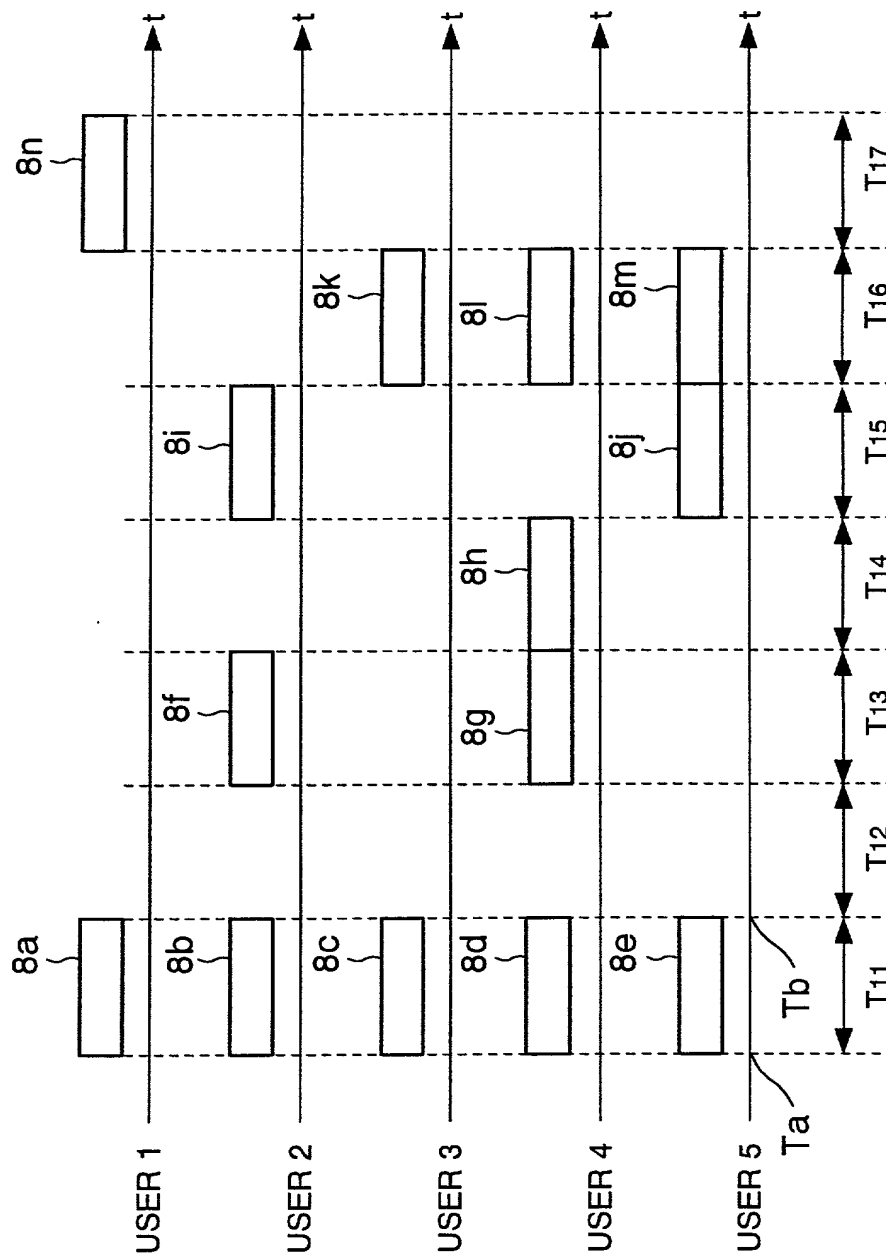 8a
8n
USER 1
t
8b
8f
8i
USER 2
t
8c
8k
USER 3
t
8d
8g
8h
8l
USER 4
t
8e
8j
8m
USER 5
t
Ta
Tb
T11
T12
T13
T14
T15
T16
T17